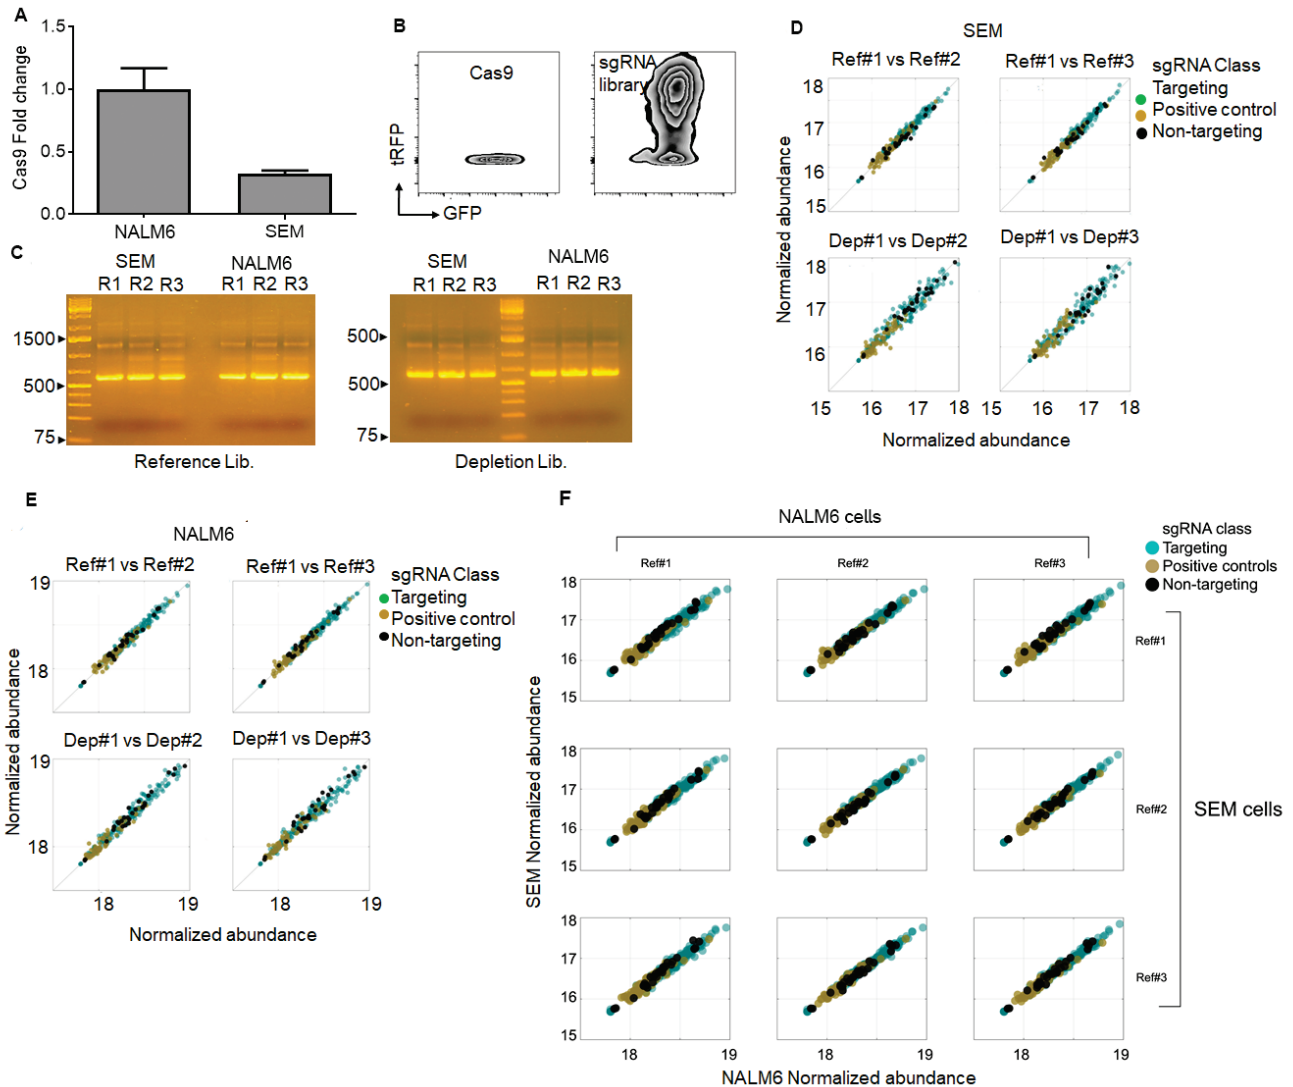 A
1.5
1.0
0.5
0.0
Cas9 Fold change
NALM6 SEM
B
Cas9
sgRNA
library
tRFP
GFP
C
SEM NALM6
R1 R2 R3 R1 R2 R3
1500
500
75
Reference Lib.
SEM NALM6
R1 R2 R3 R1 R2 R3
500
500
75
Depletion Lib.
D
SEM
Ref#1 vs Ref#2 Ref#1 vs Ref#3
sgRNA Class
Targeting
Positive control
Non-targeting
18
17
16
15
Dep#1 vs Dep#2 Dep#1 vs Dep#3
18
17
16
15 16 17 18 15 16 17 18
Normalized abundance
Normalized abundance
Normalized abundance
E
NALM6
Ref#1 vs Ref#2 Ref#1 vs Ref#3
sgRNA Class
Targeting
Positive control
Non-targeting
19
18
Dep#1 vs Dep#2 Dep#1 vs Dep#3
19
18
18 19 18 19
Normalized abundance
Normalized abundance
F
NALM6 cells
Ref#1 Ref#2 Ref#3
sgRNA class
Targeting
Positive controls
Non-targeting
18
17
16
15
Ref#1
18
17
16
15
Ref#2
18
17
16
15
Ref#3
SEM cells
18 19 18 19 18 19
SEM Normalized abundance
NALM6 Normalized abundance